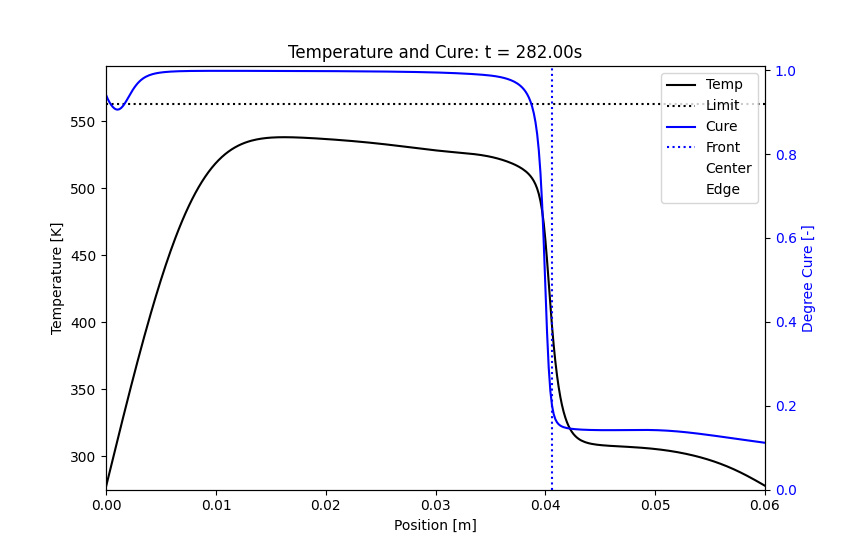 Temperature and Cure: t = 282.00s
Temperature [K]
550
500
450
400
350
300
Temp
Limit
Cure
Front
Center
Edge
1.0
0.8
0.6
0.4
0.2
0.0
Degree Cure [-]
0.00
0.01
0.02
0.03
0.04
0.05
0.06
Position [m]